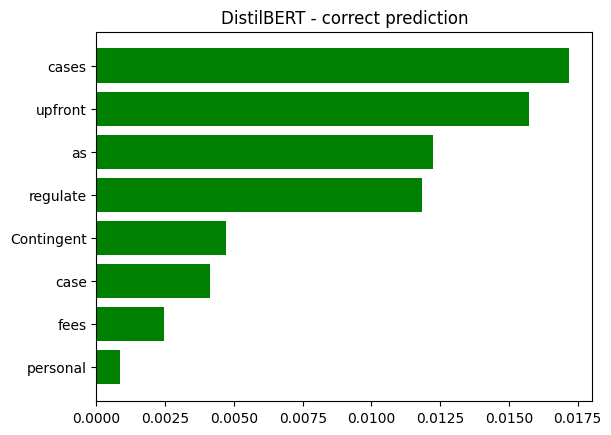 DistilBERT - correct prediction
cases
upfront
as
regulate
Contingent
case
fees
personal
0.0000 0.0025 0.0050 0.0075 0.0100 0.0125 0.0150 0.0175